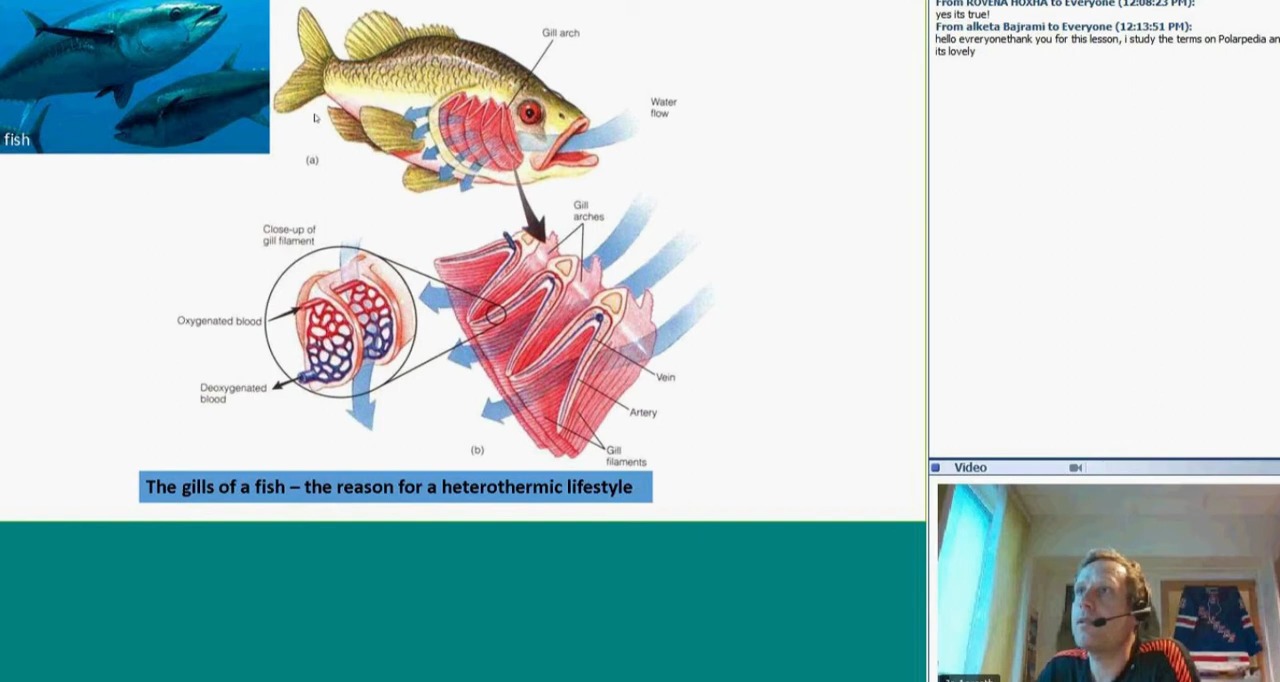 fish
Gill arch
Water
flow
(a)
Gill
arches
Close-up of
gill filament
Oxygenated blood
Deoxygenated
blood
Vein
Artery
(b)
Gill
filaments
The gills of a fish – the reason for a heterothermic lifestyle
From ROVENA HOXHA to Everyone (12:08:23 PM):
yes its true!
From alketa Bajrami to Everyone (12:13:51 PM):
hello evreryonethank you for this lesson, i study the terms on Polarpedia an
its lovely
Video